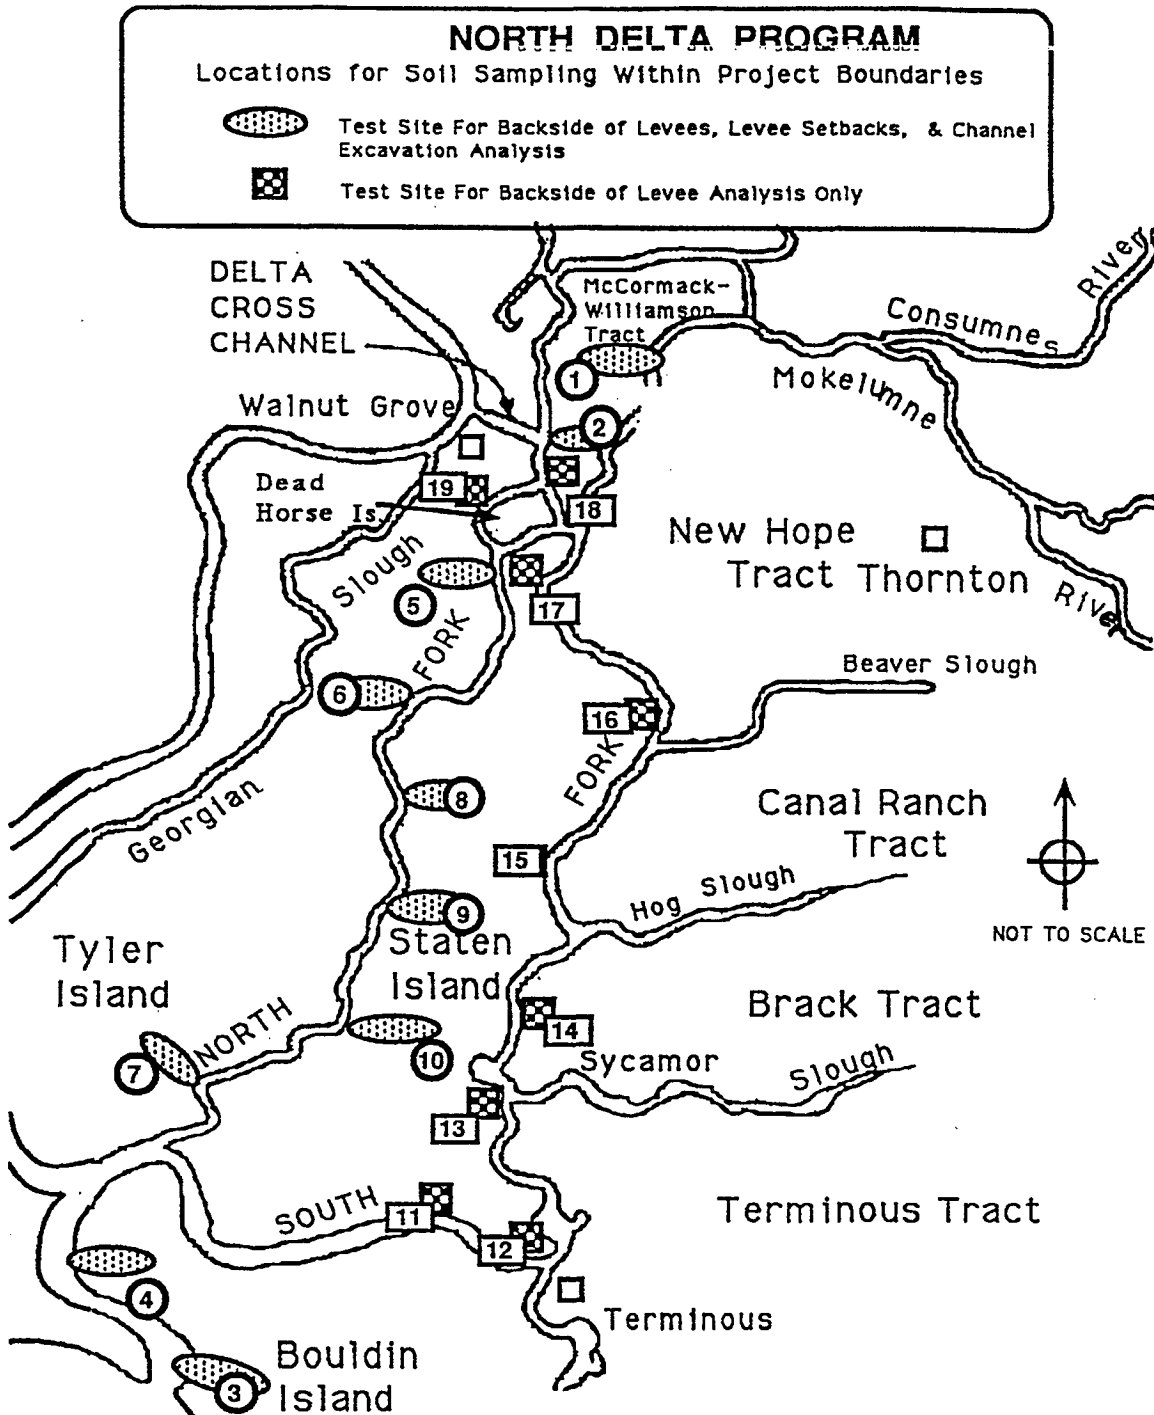 NORTH DELTA PROGRAM
Locations for Soil Sampling Within Project Boundaries
Test Site For Backside of Levees, Levee Setbacks, & Channel
Excavation Analysis
Test Site For Backside of Levee Analysis Only
DELTA
CROSS
CHANNEL
McCormack-
Williamson
Tract
Consumnes
River
Mokelumne
River
1
Walnut Grove
2
19
Dead
Horse Is.
18
New Hope
Tract
Thornton
Slough
5
17
FORK
6
Beaver Slough
16
FORK
8
Georgian
Canal Ranch
Tract
15
Hog Slough
9
NOT TO SCALE
Staten
Island
Tyler
Island
NORTH
Brack Tract
14
10
Sycamor
Slough
7
13
11
SOUTH
Terminous Tract
12
4
Terminous
Bouldin
Island
3